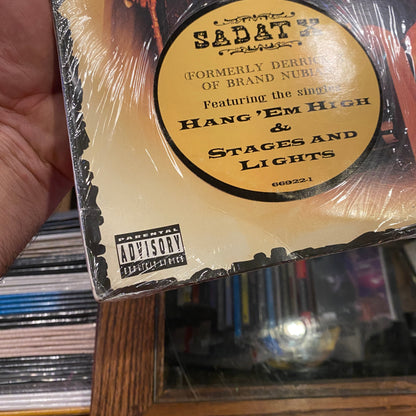 SADAT X
(FORMERLY DERRICK
OF BRAND NUBIAN)
Featuring the single
HANG 'EM HIGH
&
STAGES AND
LIGHTS
66922-1
PARENTAL
ADVISORY
EXPLICIT LYRICS